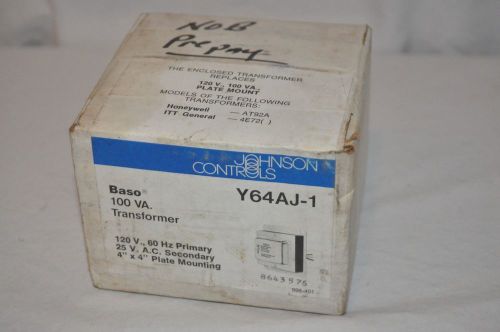 NOB
Prepay
THE ENCLOSED TRANSFORMER
REPLACES
120 V., 100 VA.
PLATE MOUNT
MODELS OF THE FOLLOWING
TRANSFORMERS:
Honeywell — AT92A
ITT General — 4E72( )
JOHNSON
CONTROLS
Baso®
100 VA.
Transformer
Y64AJ-1
120 V., 60 Hz Primary
25 V. A.C. Secondary
4" x 4" Plate Mounting
8643576